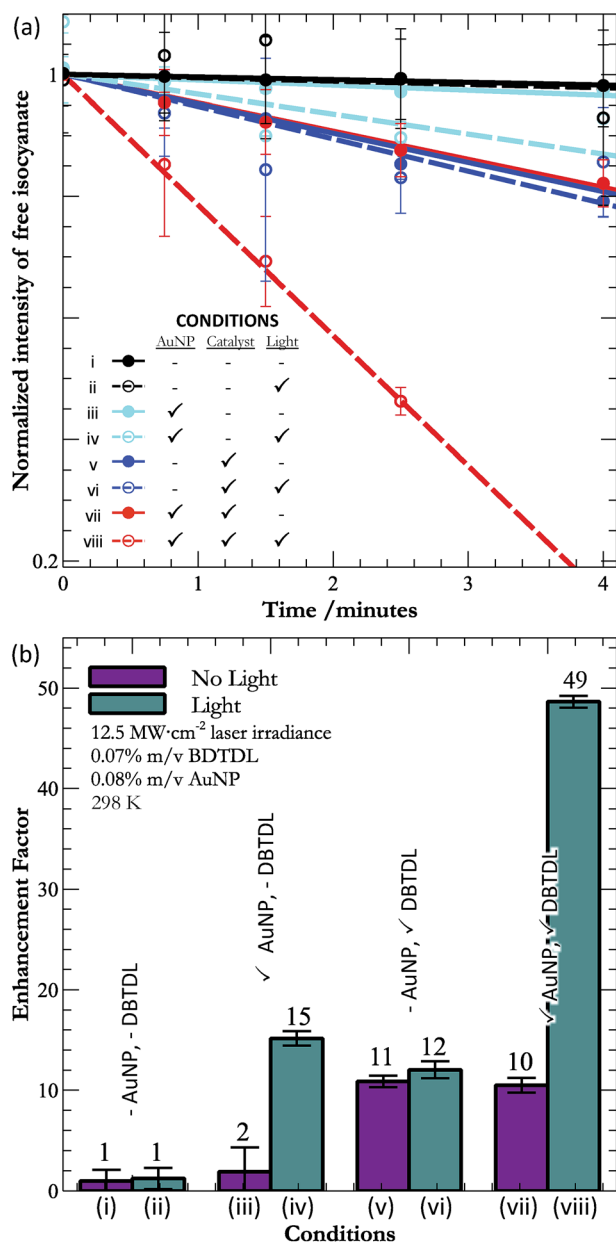 (a)
Normalized intensity of free isocyanate
1
0.2
CONDITIONS
AuNP Catalyst Light
i - - -
ii - - ✓
iii ✓ - -
iv ✓ - ✓
v - ✓ -
vi - ✓ ✓
vii ✓ ✓ -
viii ✓ ✓ ✓
0 1 2 3 4
Time /minutes
(b)
Enhancement Factor
50
40
30
20
10
0
No Light
Light
12.5 MW·cm⁻² laser irradiance
0.07% m/v BDTDL
0.08% m/v AuNP
298 K
- AuNP, - DBTDL
✓ AuNP, - DBTDL
- AuNP, ✓ DBTDL
✓ AuNP, ✓ DBTDL
1 1 2 15 11 12 10 49
(i) (ii) (iii) (iv) (v) (vi) (vii) (viii)
Conditions